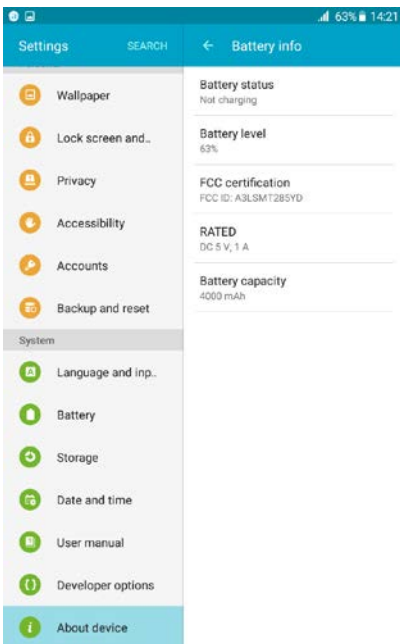 63% 14:21
Settings
SEARCH
Battery info
Wallpaper
Lock screen and..
Privacy
Accessibility
Accounts
Backup and reset
System
Language and inp..
Battery
Storage
Date and time
User manual
Developer options
About device
Battery status
Not charging
Battery level
63%
FCC certification
FCC ID: A3LSMT285YD
RATED
DC 5 V, 1 A
Battery capacity
4000 mAh